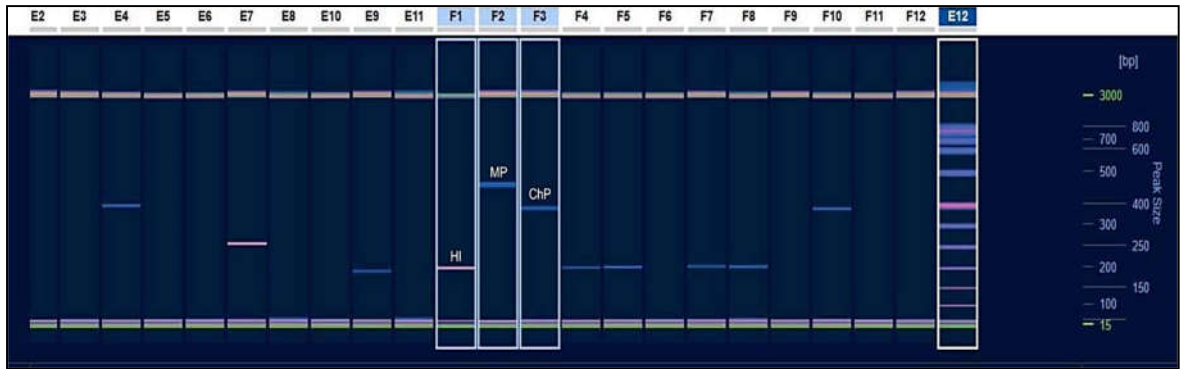 E2 E3 E4 E5 E6 E7 E8 E10 E9 E11 F1 F2 F3 F4 F5 F6 F7 F8 F9 F10 F11 F12 E12
[bp]
3000
800
700
600
MP
500
ChP
400
300
HI
250
200
150
100
15
Peak Size